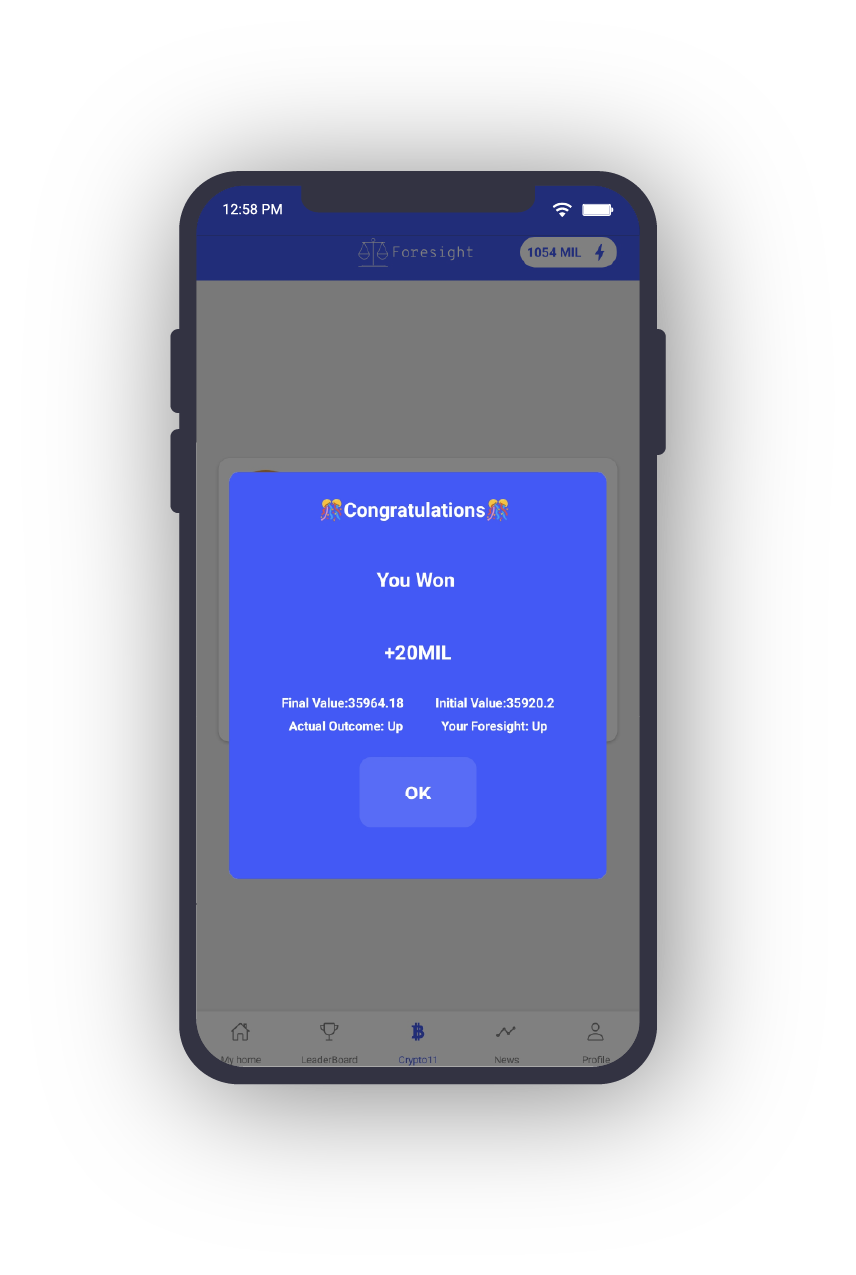 12:58 PM
Foresight
1054 MIL
🎊Congratulations🎊
You Won
+20MIL
Final Value:35964.18 Initial Value:35920.2
Actual Outcome: Up Your Foresight: Up
OK
My home LeaderBoard Crypto11 News Profile